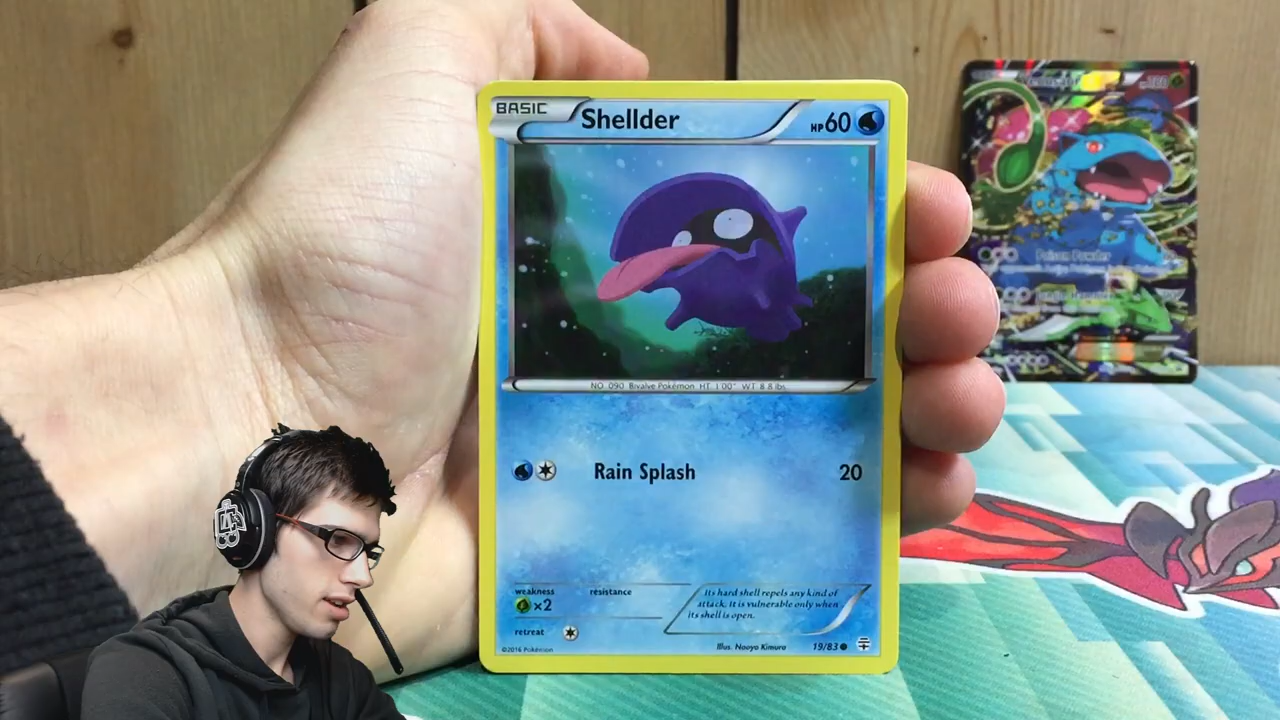 BASIC
Shellder
HP60
NO. 090 Bivalve Pokémon HT. 1'00" WT. 8.8 lbs.
Rain Splash 20
weakness resistance
×2
Its hard shell repels any kind of
attack. It is vulnerable only when
its shell is open.
retreat
©2016 Pokémon
Illus. Naoyo Kimura
19/83
Poison Powder